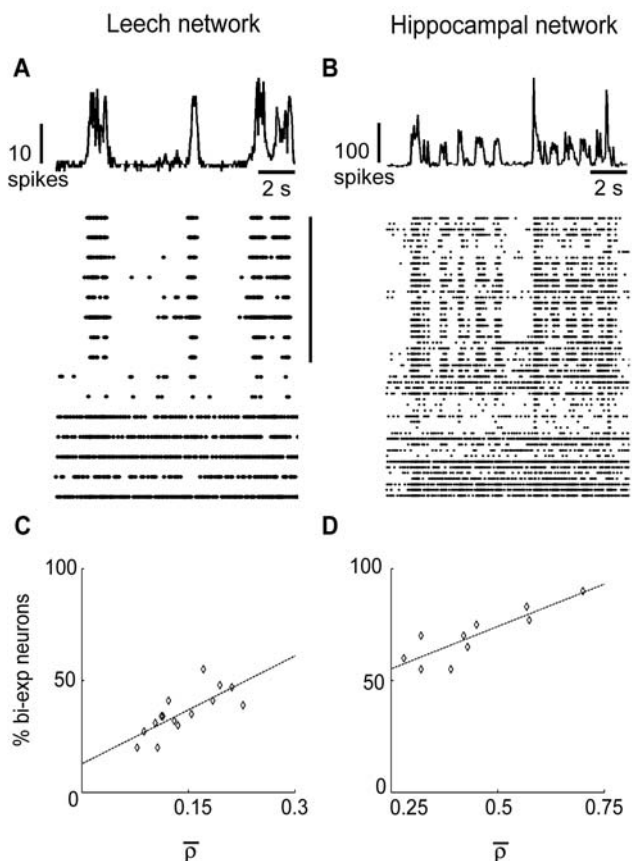 Leech network
Hippocampal network
A
B
10
spikes
2 s
100
spikes
2 s
C
D
% bi-exp neurons
100
50
0
0.15
0.3
ρ̅
100
50
0
0.25
0.5
0.75
ρ̅